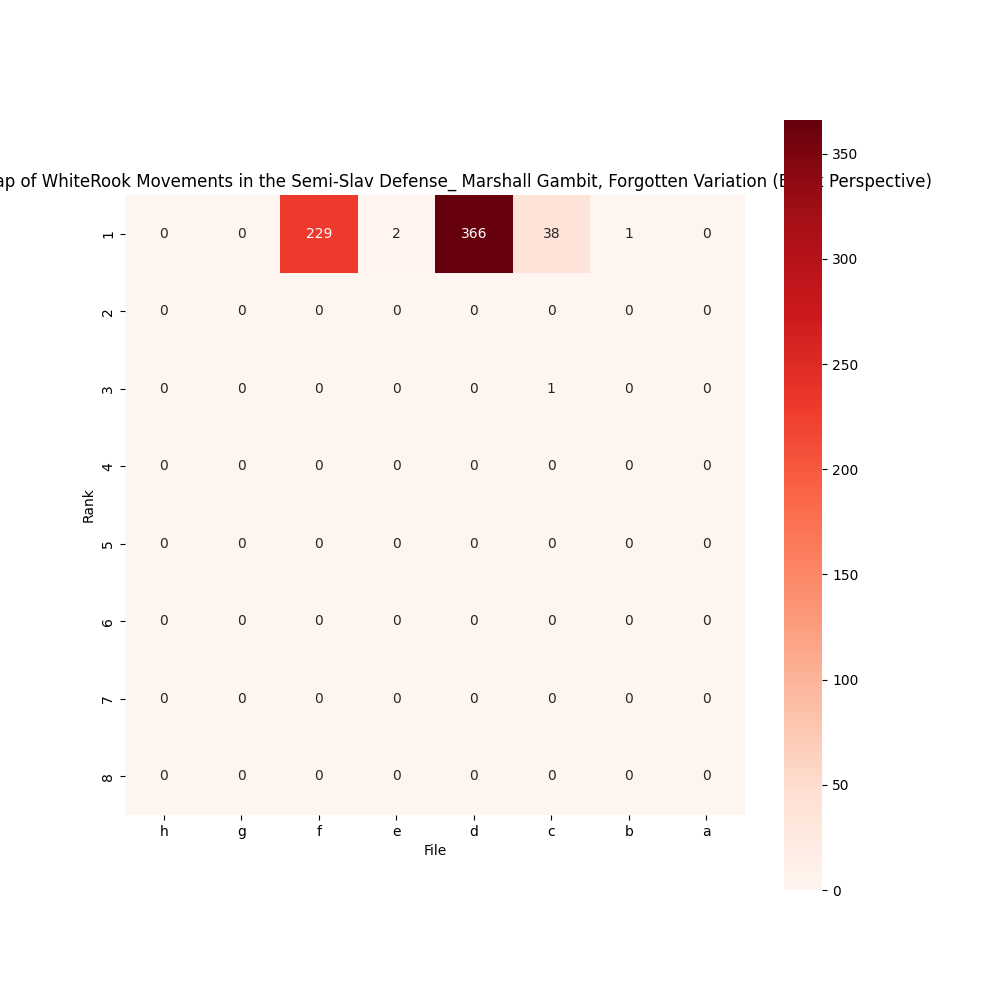 of WhiteRook Movements in the Semi-Slav Defense_ Marshall Gambit, Forgotten Variation ( Perspective)
1 0 0 229 2 366 38 1 0
2 0 0 0 0 0 0 0 0
3 0 0 0 0 0 1 0 0
4 0 0 0 0 0 0 0 0
5 0 0 0 0 0 0 0 0
6 0 0 0 0 0 0 0 0
7 0 0 0 0 0 0 0 0
8 0 0 0 0 0 0 0 0
Rank
h g f e d c b a
File
350
300
250
200
150
100
50
0